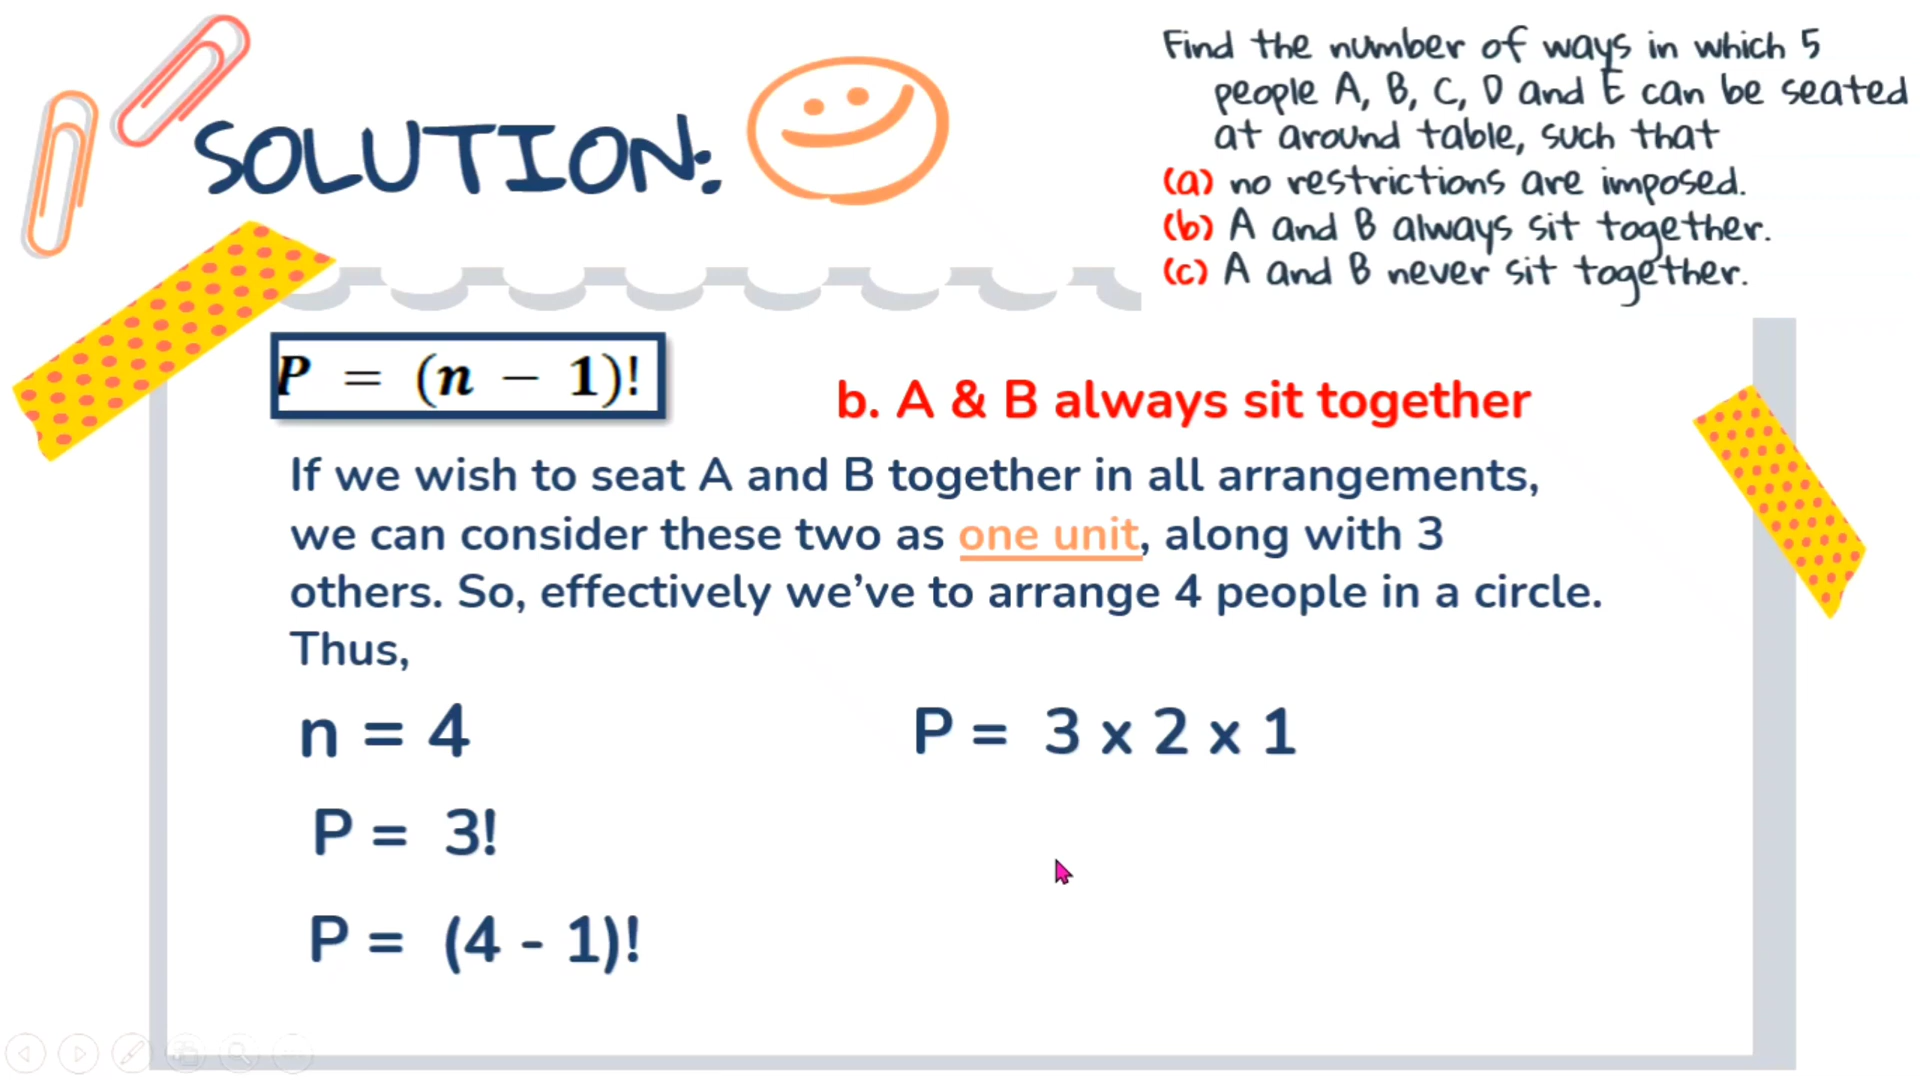 SOLUTION:
Find the number of ways in which 5
people A, B, C, D and E can be seated
at around table, such that
(a) no restrictions are imposed.
(b) A and B always sit together.
(c) A and B never sit together.
P = (n - 1)!
b. A & B always sit together
If we wish to seat A and B together in all arrangements,
we can consider these two as one unit, along with 3
others. So, effectively we've to arrange 4 people in a circle.
Thus,
n = 4
P = 3!
P = (4 - 1)!
P = 3 x 2 x 1